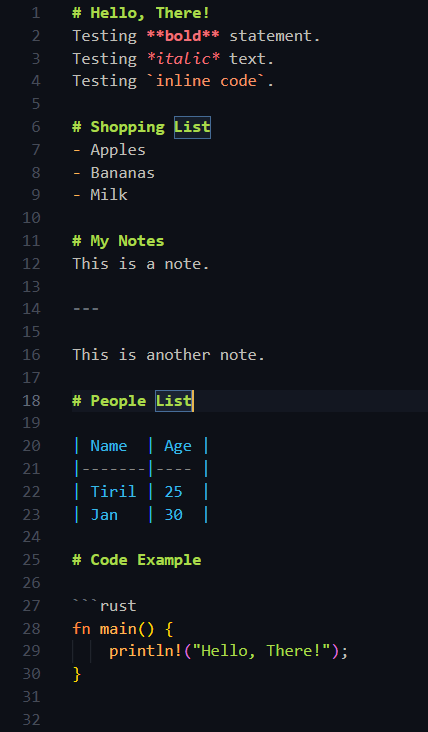 1 # Hello, There!
2 Testing **bold** statement.
3 Testing *italic* text.
4 Testing `inline code`.
5
6 # Shopping List
7 - Apples
8 - Bananas
9 - Milk
10
11 # My Notes
12 This is a note.
13
14 ---
15
16 This is another note.
17
18 # People List
19
20 | Name  | Age |
21 |-------|---- |
22 | Tiril | 25  |
23 | Jan   | 30  |
24
25 # Code Example
26
27 ```rust
28 fn main() {
29     println!("Hello, There!");
30 }
31
32